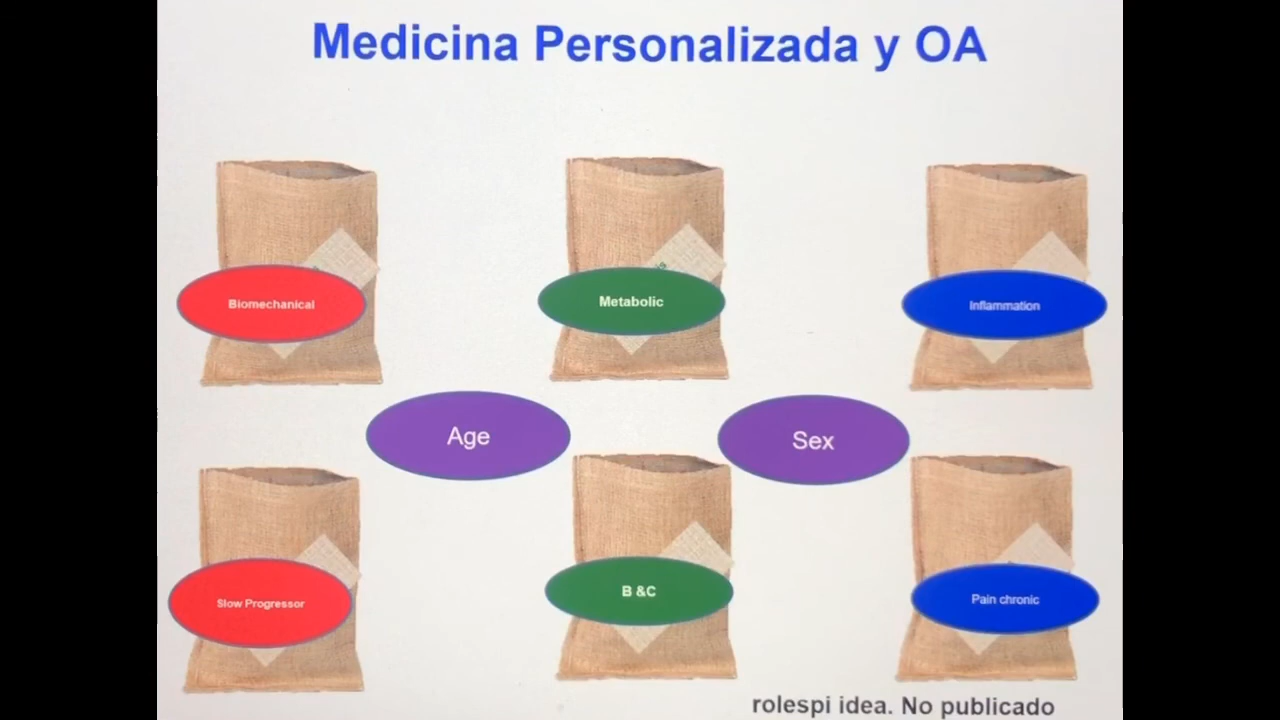 Medicina Personalizada y OA
Biomechanical
Metabolic
Inflammation
Age
Sex
Slow Progressor
B &C
Pain chronic
rolespi idea. No publicado